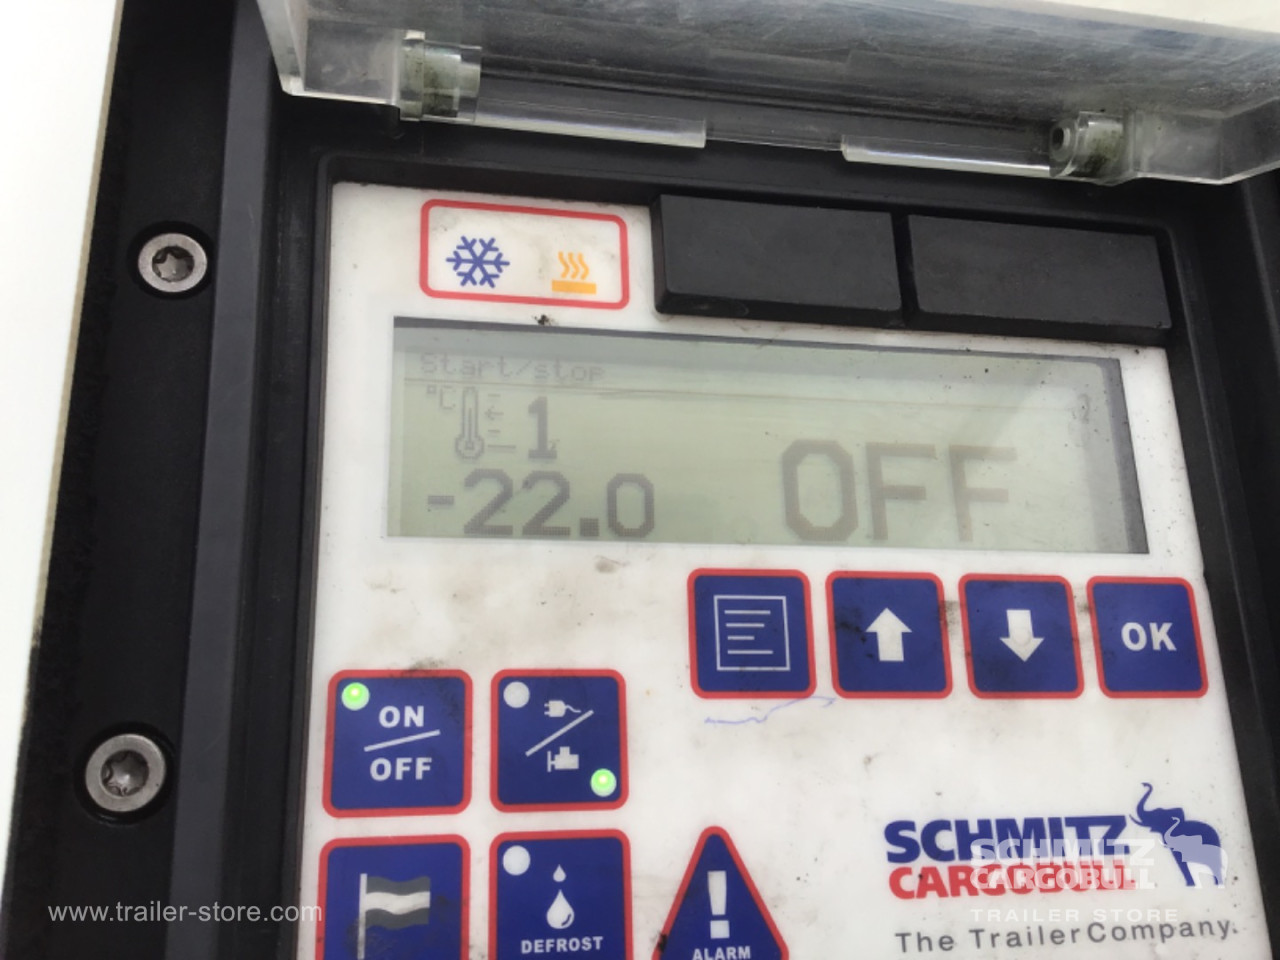 Start/stop
°C
1
-22.0
OFF
OK
ON
OFF
DEFROST
ALARM
SCHMITZ
CARGOBULL
The TrailerCompany.
SCHMITZ
CARGOBULL
TRAILER STORE
www.trailer-store.com